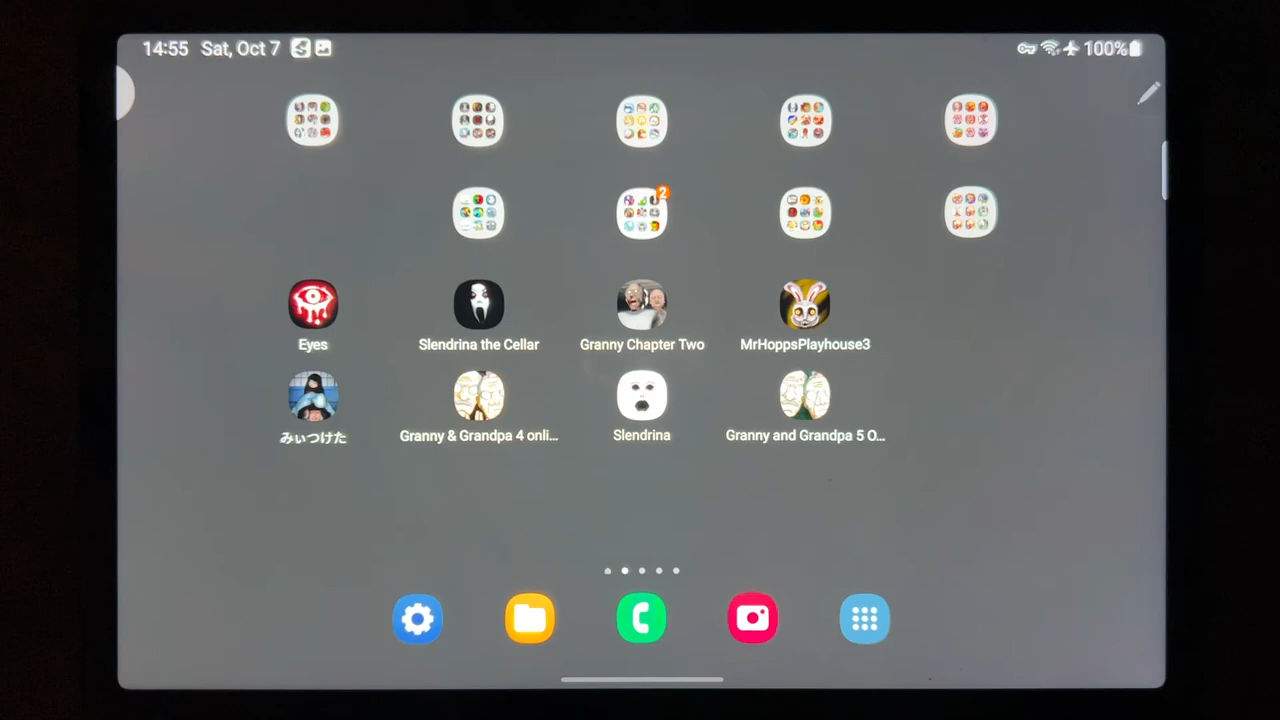 14:55 Sat, Oct 7 100%
2
Eyes Slendrina the Cellar Granny Chapter Two MrHoppsPlayhouse3
みぃつけた Granny & Grandpa 4 onli... Slendrina Granny and Grandpa 5 O...